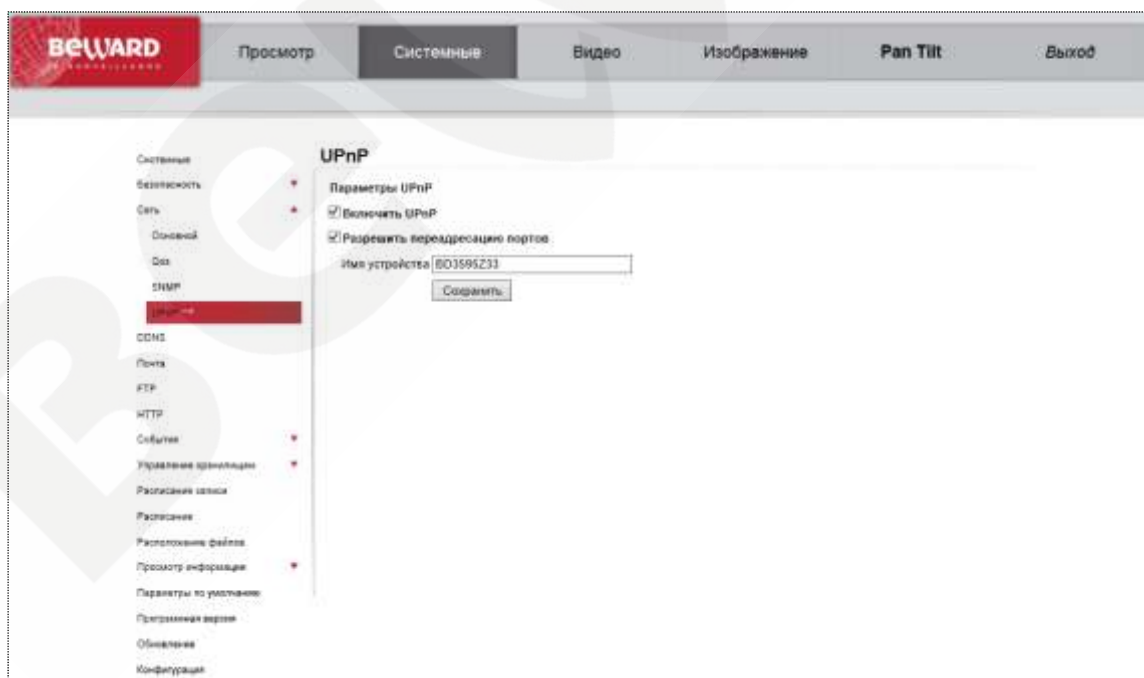 BEWARD
Просмотр
Системные
Видео
Изображение
Pan Tilt
Выход
Системные
Безопасность
Сеть
Основной
Qos
SNMP
UPnP
DDNS
Почта
FTP
HTTP
События
Управление хранилищем
Расписание записи
Расписание
Расположение файлов
Просмотр информации
Параметры по умолчанию
Программная версия
Обновление
Конфигурация
UPnP
Параметры UPnP
Включить UPnP
Разрешить переадресацию портов
Имя устройства BD3595Z33
Сохранить